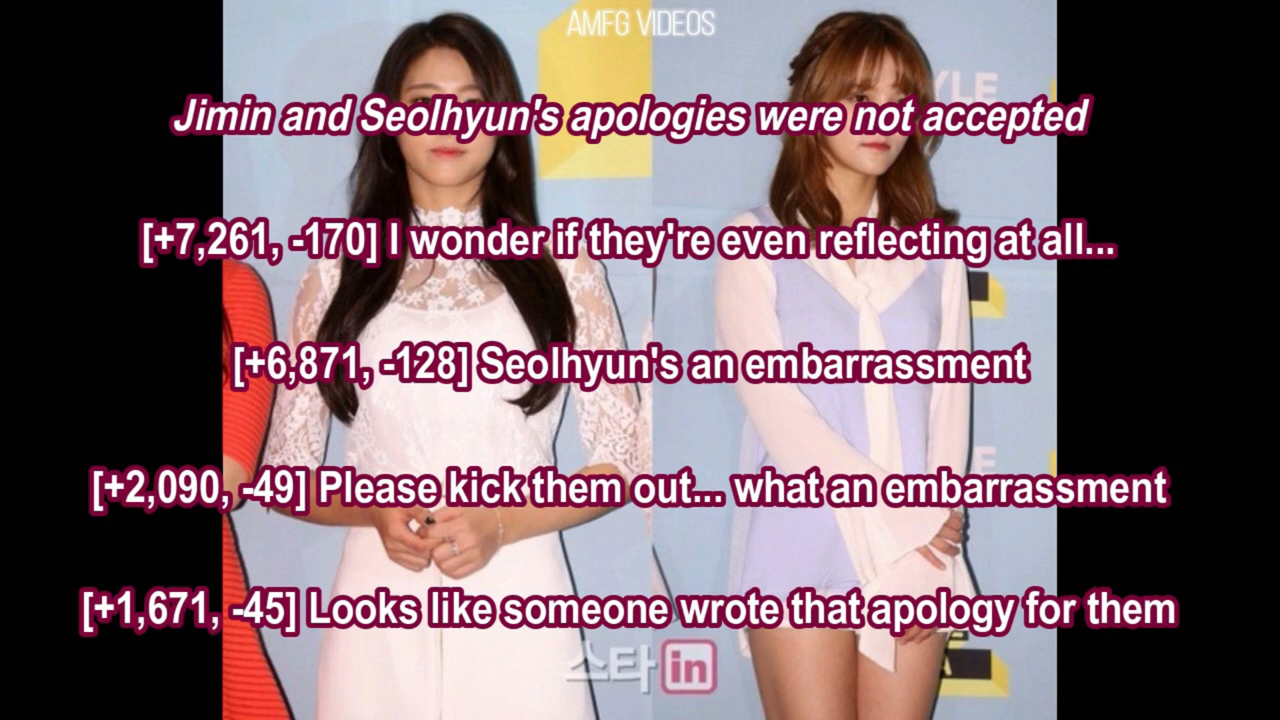 AMFG VIDEOS
Jimin and Seolhyun's apologies were not accepted
YLE
[+7,261, -170] I wonder if they're even reflecting at all...
[+6,871, -128] Seolhyun's an embarrassment
[+2,090, -49] Please kick them out... what an embarrassment
[+1,671, -45] Looks like someone wrote that apology for them
스타in